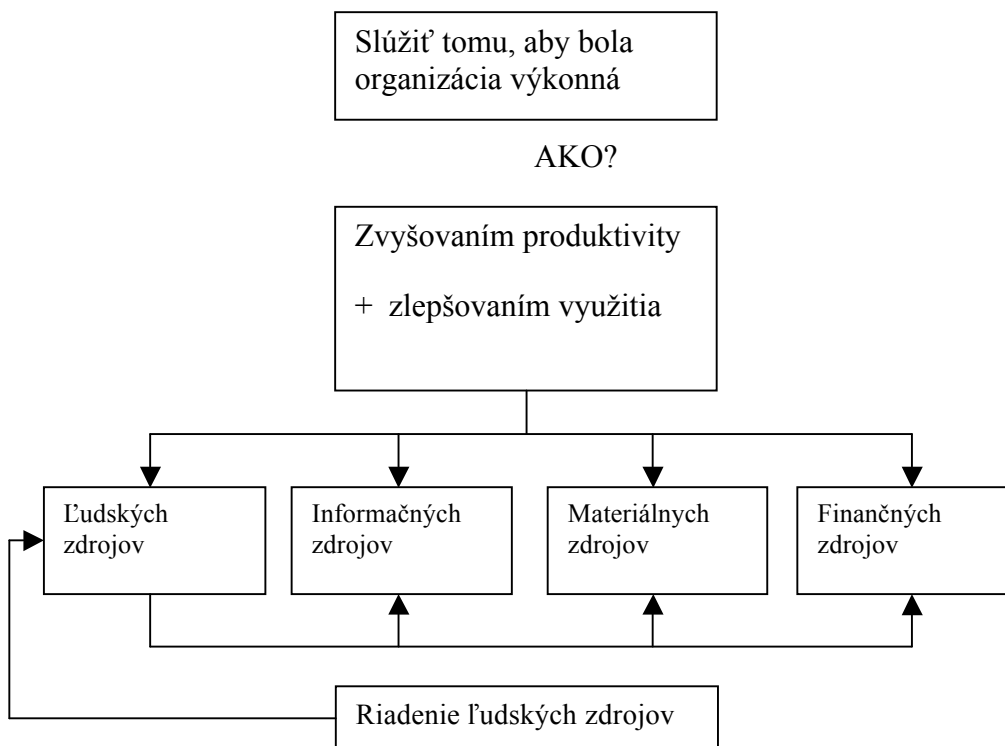 Slúžiť tomu, aby bola
organizácia výkonná
AKO?
Zvyšovaním produktivity
+ zlepšovaním využitia
Ľudských
zdrojov
Informačných
zdrojov
Materiálnych
zdrojov
Finančných
zdrojov
Riadenie ľudských zdrojov